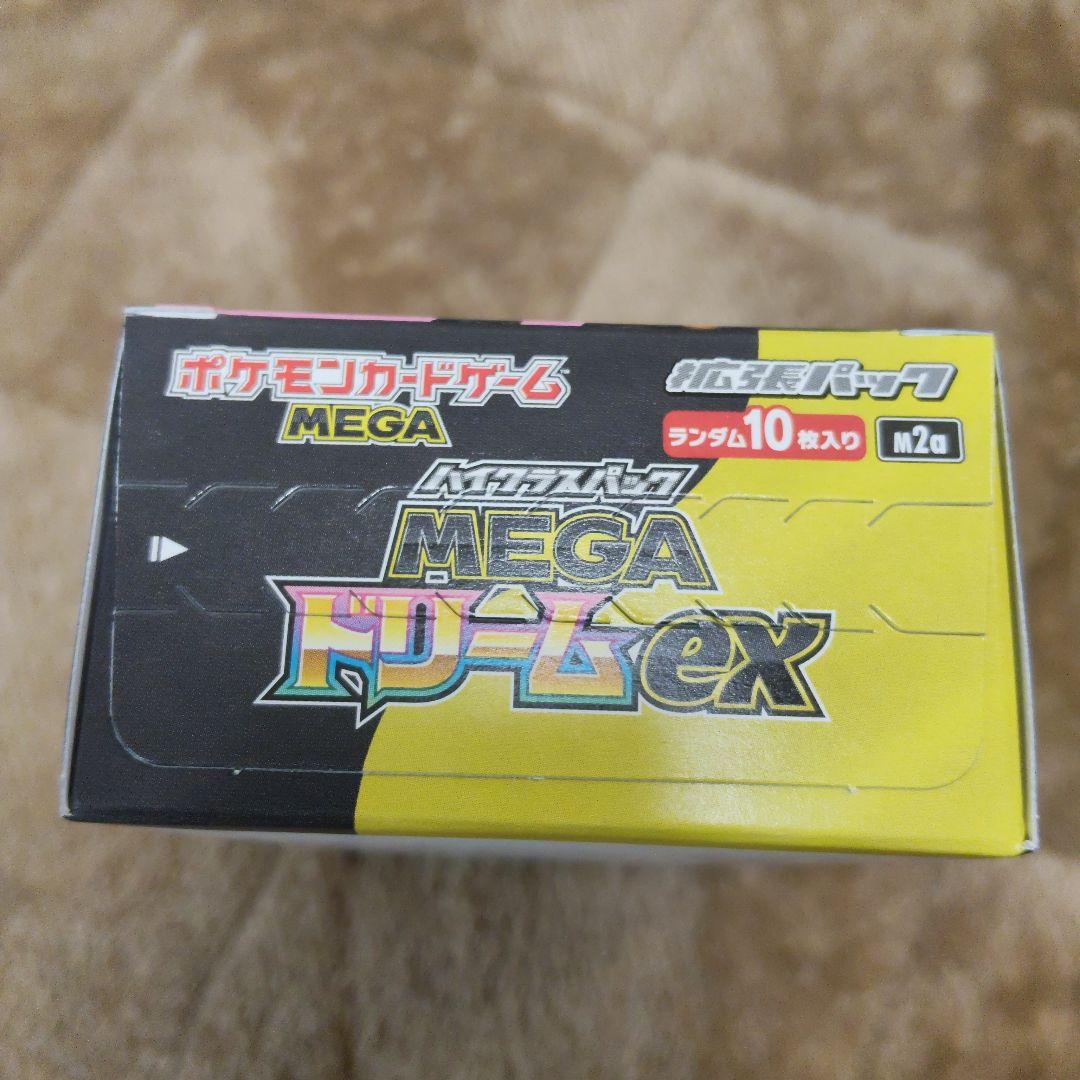 ポケモンカードゲーム™
MEGA
拡張パック
ランダム10枚入り
M2a
ハイクラスパック
MEGA
ドリームex